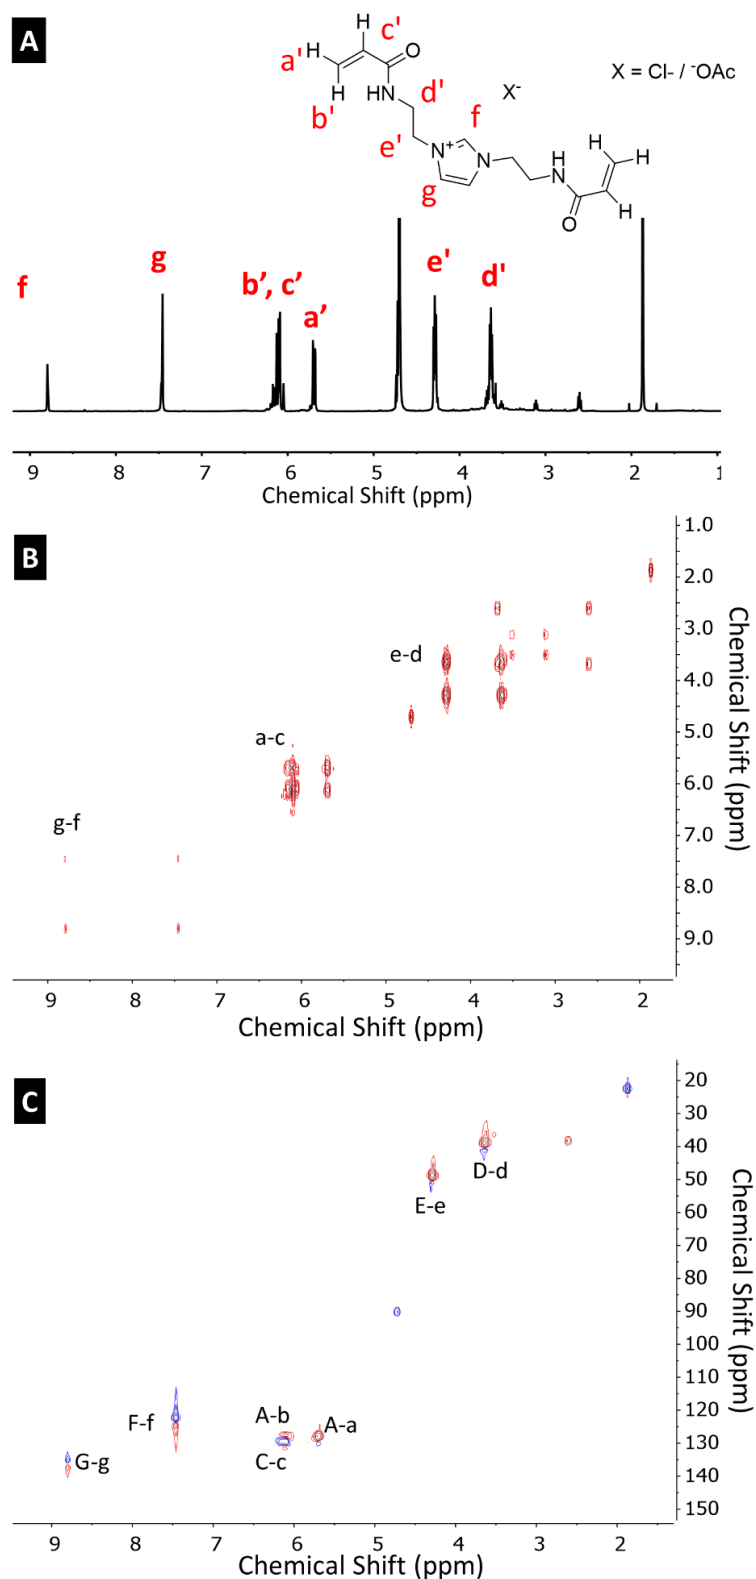 A
H
c'
a'
H
O
H
b'
N
H
d'
e'
X-
f
X = Cl- / -OAc
N+
N
g
H
N
O
H
H
H
f
g
b’, c’
a’
e'
d'
9 8 7 6 5 4 3 2 1
Chemical Shift (ppm)
B
e-d
a-c
g-f
1.0
2.0
3.0
4.0
5.0
6.0
7.0
8.0
9.0
Chemical Shift (ppm)
9 8 7 6 5 4 3 2
Chemical Shift (ppm)
C
D-d
E-e
F-f
A-b
A-a
C-c
G-g
20
30
40
50
60
70
80
90
100
110
120
130
140
150
Chemical Shift (ppm)
9 8 7 6 5 4 3 2
Chemical Shift (ppm)